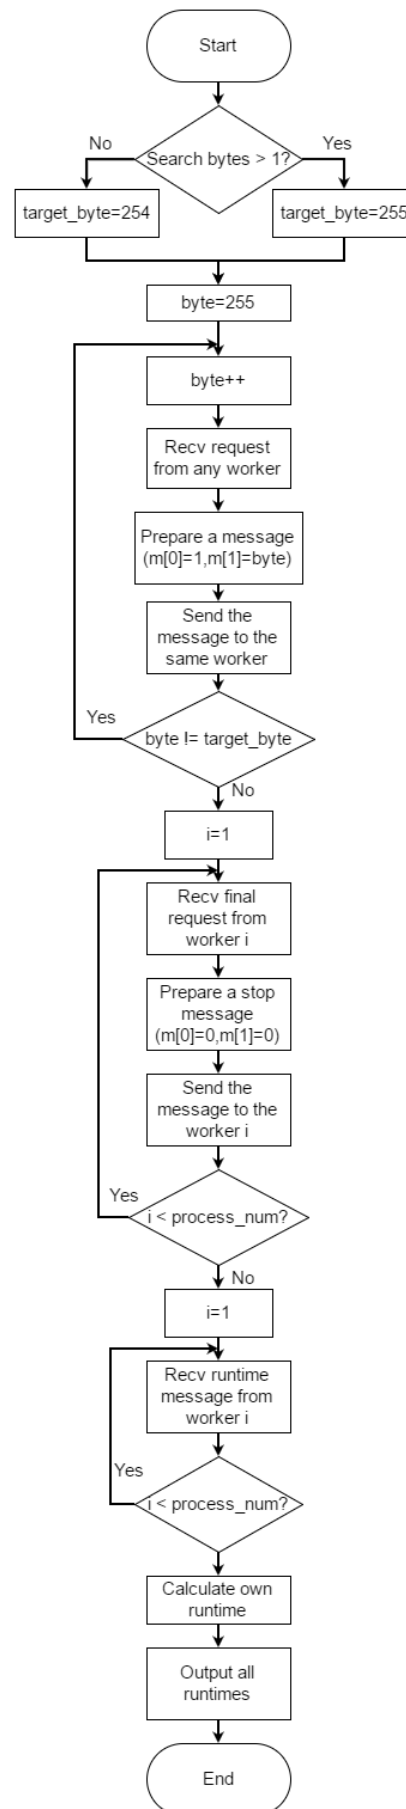 Start
Search bytes > 1?
No
Yes
target_byte=254
target_byte=255
byte=255
byte++
Recv request
from any worker
Prepare a message
(m[0]=1,m[1]=byte)
Send the
message to the
same worker
Yes
byte != target_byte
No
i=1
Recv final
request from
worker i
Prepare a stop
message
(m[0]=0,m[1]=0)
Send the
message to the
worker i
Yes
i < process_num?
No
i=1
Recv runtime
message from
worker i
Yes
i < process_num?
Calculate own
runtime
Output all
runtimes
End